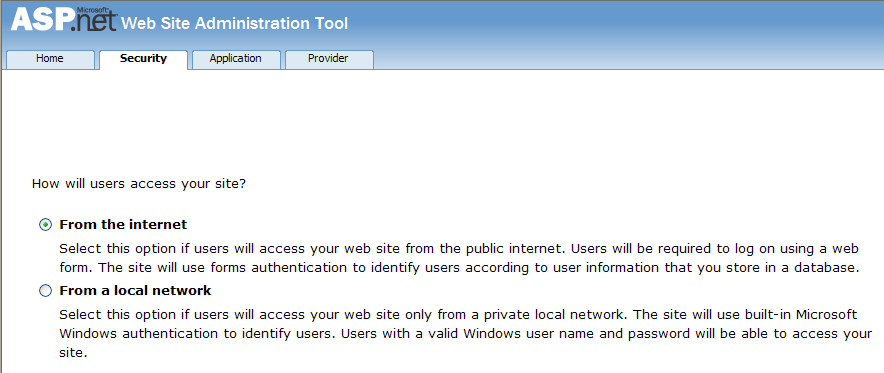 Microsoft
ASP.net Web Site Administration Tool
Home Security Application Provider
How will users access your site?
From the internet
Select this option if users will access your web site from the public internet. Users will be required to log on using a web
form. The site will use forms authentication to identify users according to user information that you store in a database.
From a local network
Select this option if users will access your web site only from a private local network. The site will use built-in Microsoft
Windows authentication to identify users. Users with a valid Windows user name and password will be able to access your
site.